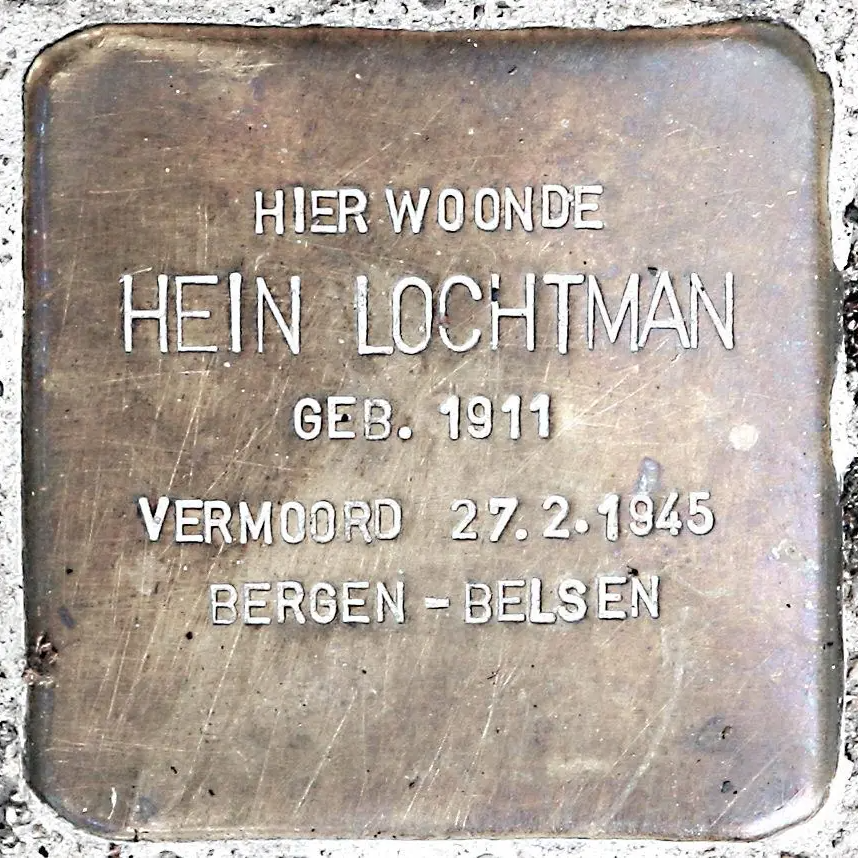 HIER WOONDE
HEIN LOCHTMAN
GEB. 1911
VERMOORD 27.2.1945
BERGEN - BELSEN